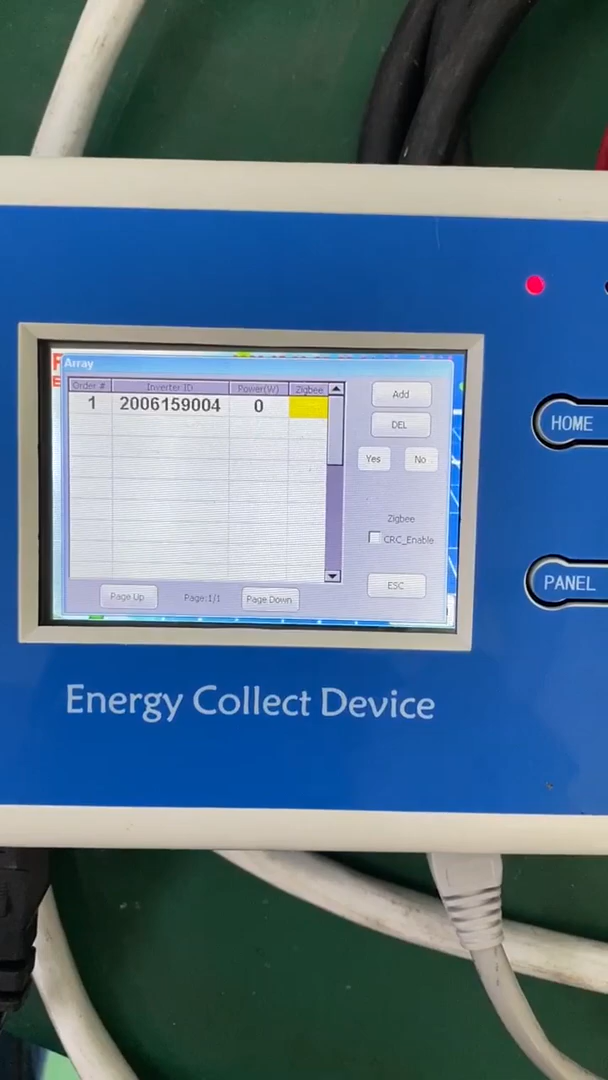 Array
Order # Inverter ID Power(W) Zigbee
1 2006159004 0
Add
DEL
Yes No
Zigbee
CRC_Enable
ESC
Page Up Page:1/1 Page Down
HOME
PANEL
Energy Collect Device